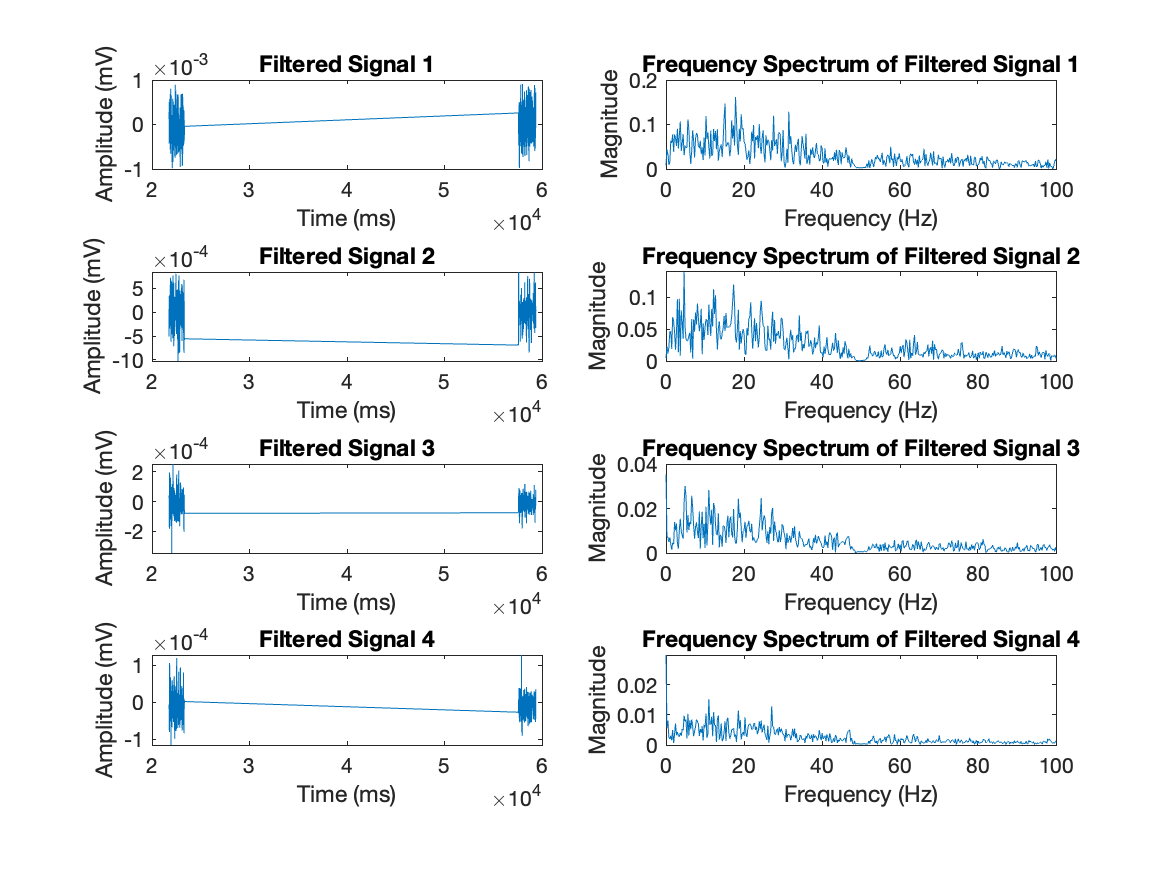 Filtered Signal 1
×10-3
Amplitude (mV)
1
0
-1
2 3 4 5 6
Time (ms)
×104
Frequency Spectrum of Filtered Signal 1
Magnitude
0.2
0.1
0
0 20 40 60 80 100
Frequency (Hz)
Filtered Signal 2
×10-4
Amplitude (mV)
5
0
-5
-10
2 3 4 5 6
Time (ms)
×104
Frequency Spectrum of Filtered Signal 2
Magnitude
0.1
0.05
0
0 20 40 60 80 100
Frequency (Hz)
Filtered Signal 3
×10-4
Amplitude (mV)
2
0
-2
2 3 4 5 6
Time (ms)
×104
Frequency Spectrum of Filtered Signal 3
Magnitude
0.04
0.02
0
0 20 40 60 80 100
Frequency (Hz)
Filtered Signal 4
×10-4
Amplitude (mV)
1
0
-1
2 3 4 5 6
Time (ms)
×104
Frequency Spectrum of Filtered Signal 4
Magnitude
0.02
0.01
0
0 20 40 60 80 100
Frequency (Hz)